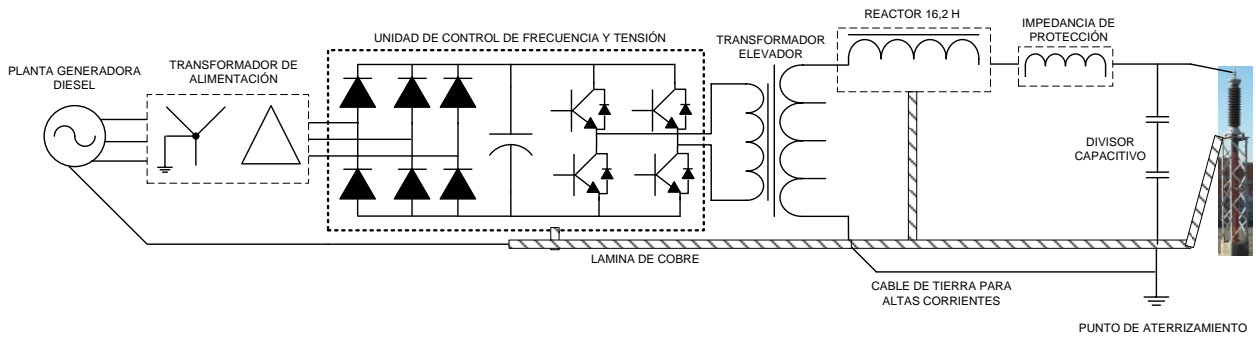 REACTOR 16,2 H
IMPEDANCIA DE
PROTECCIÓN
UNIDAD DE CONTROL DE FRECUENCIA Y TENSIÓN
TRANSFORMADOR
ELEVADOR
PLANTA GENERADORA
DIESEL
TRANSFORMADOR DE
ALIMENTACIÓN
DIVISOR
CAPACITIVO
LAMINA DE COBRE
CABLE DE TIERRA PARA
ALTAS CORRIENTES
PUNTO DE ATERRIZAMIENTO